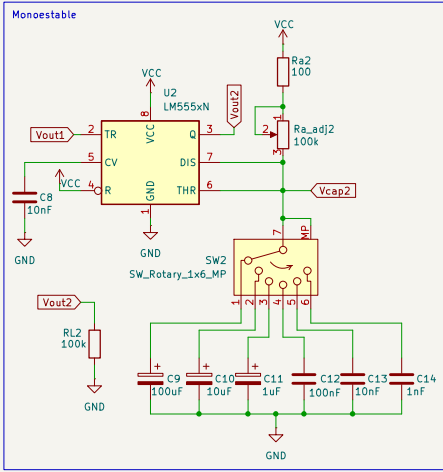 Monoestable
VCC
Ra2
100
VCC
U2
LM555xN
Vout2
1
2
Ra_adj2
100k
3
8
VCC
Vout1
2
TR
Q
3
5
CV
DIS
7
VCC
4
R
GND
THR
6
Vcap2
1
C8
10nF
GND
GND
7
MP
SW2
SW_Rotary_1x6_MP
1
2
3
4
5
6
Vout2
RL2
100k
GND
C9
100uF
C10
10uF
C11
1uF
C12
100nF
C13
10nF
C14
1nF
GND